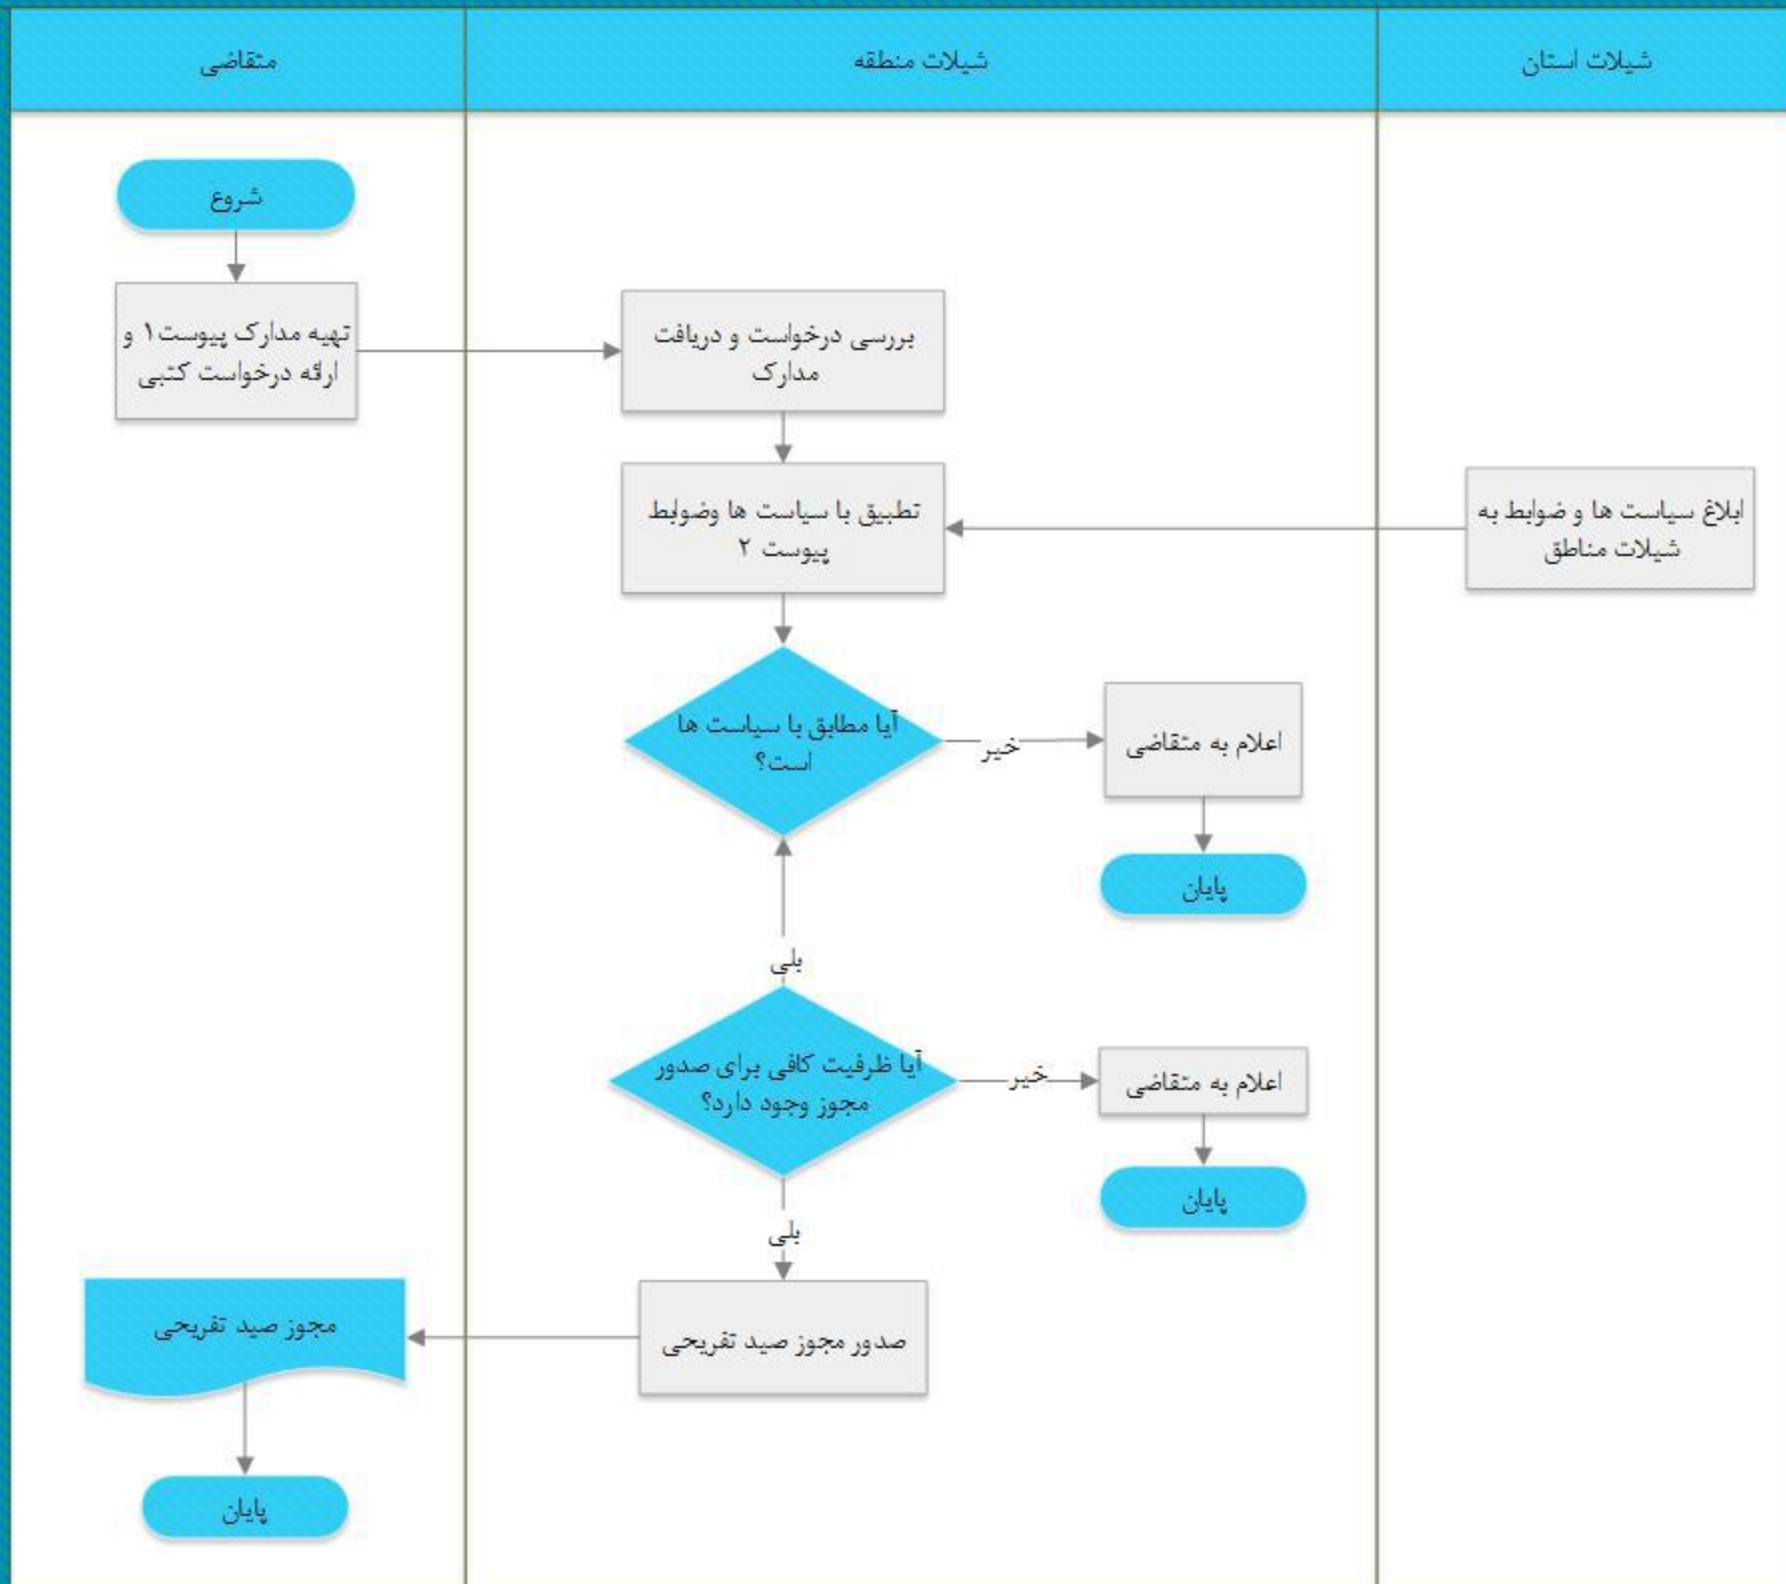 شیلات استان
شیلات منطقه
متقاضی
شروع
تهیه مدارک پیوست۱ و
ارائه درخواست کتبی
بررسی درخواست و دریافت
مدارک
ابلاغ سیاست ها و ضوابط به
شیلات مناطق
تطبیق با سیاست ها وضوابط
پیوست ۲
آیا مطابق با سیاست ها
است؟
خیر
اعلام به متقاضی
پایان
بلی
آیا ظرفیت کافی برای صدور
مجوز وجود دارد؟
خیر
اعلام به متقاضی
پایان
بلی
صدور مجوز صید تفریحی
مجوز صید تفریحی
پایان